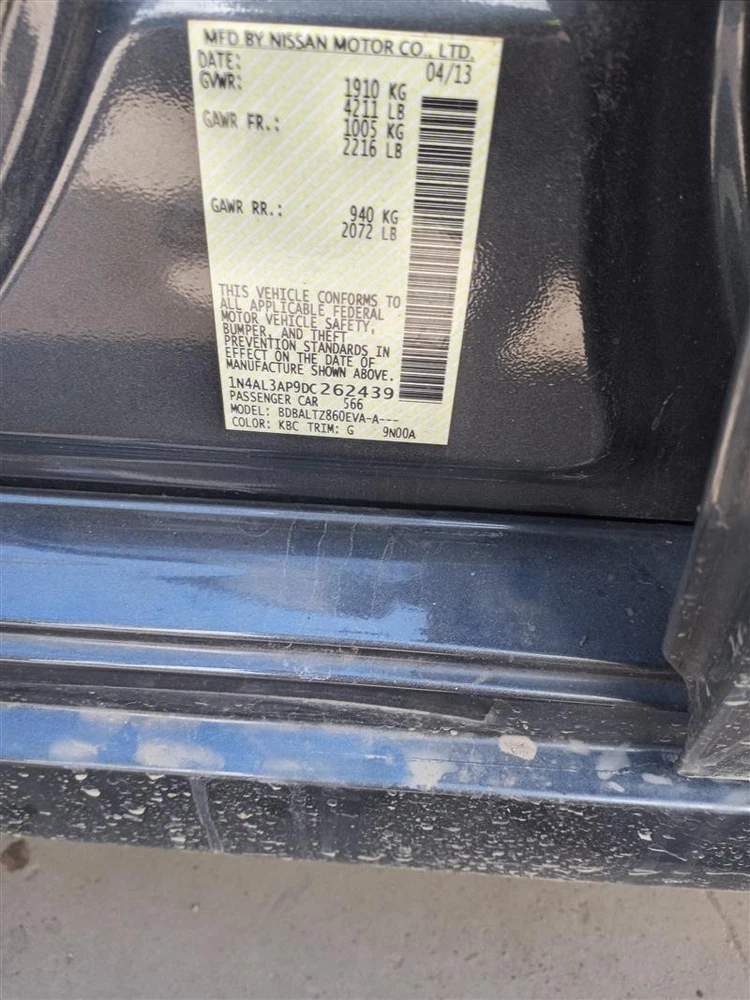 MFD BY NISSAN MOTOR CO., LTD.
DATE: 04/13
GVWR: 1910 KG
4211 LB
GAWR FR.: 1005 KG
2216 LB
GAWR RR.: 940 KG
2072 LB
THIS VEHICLE CONFORMS TO
ALL APPLICABLE FEDERAL
MOTOR VEHICLE SAFETY,
BUMPER, AND THEFT
PREVENTION STANDARDS IN
EFFECT ON THE DATE OF
MANUFACTURE SHOWN ABOVE.
1N4AL3AP9DC262439
PASSENGER CAR 566
MODEL: BDBALTZ860EVA-A---
COLOR: KBC TRIM: G 9N00A